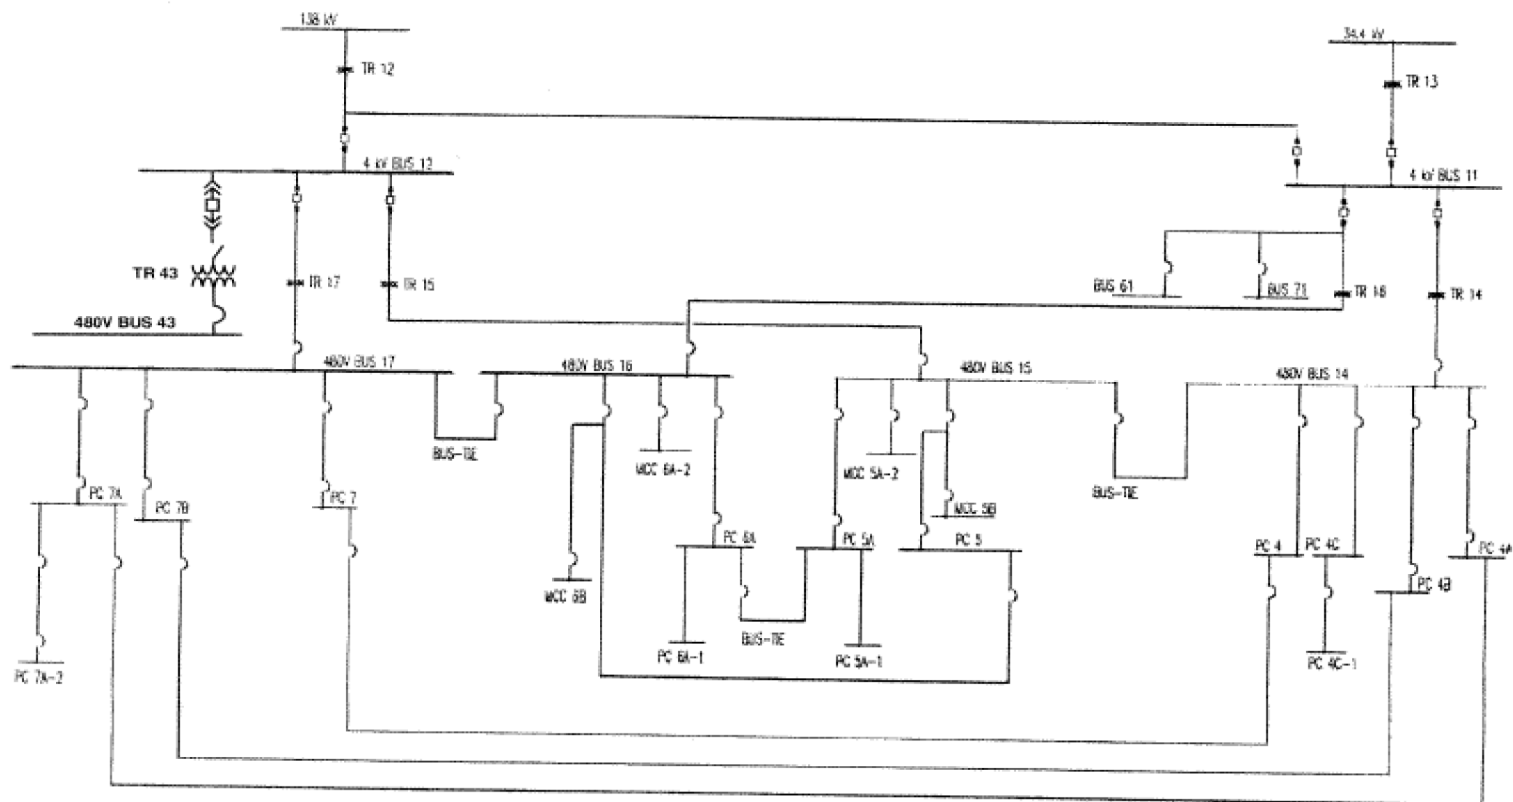 138 kV
34.4 kV
TR 12
TR 13
4 kV BUS 12
4 kV BUS 11
TR 43
TR 17
TR 15
BUS 61
BUS 71
TR 16
TR 14
480V BUS 43
480V BUS 17
480V BUS 16
480V BUS 15
480V BUS 14
BUS-TIE
MCC 6A-2
MCC 5A-2
BUS-TIE
PC 7A
PC 7B
PC 7
MCC 5B
PC 6A
PC 5A
PC 5
PC 4
PC 4C
PC 4A
MCC 6B
PC 4B
BUS-TIE
PC 7A-2
PC 6A-1
PC 5A-1
PC 4C-1